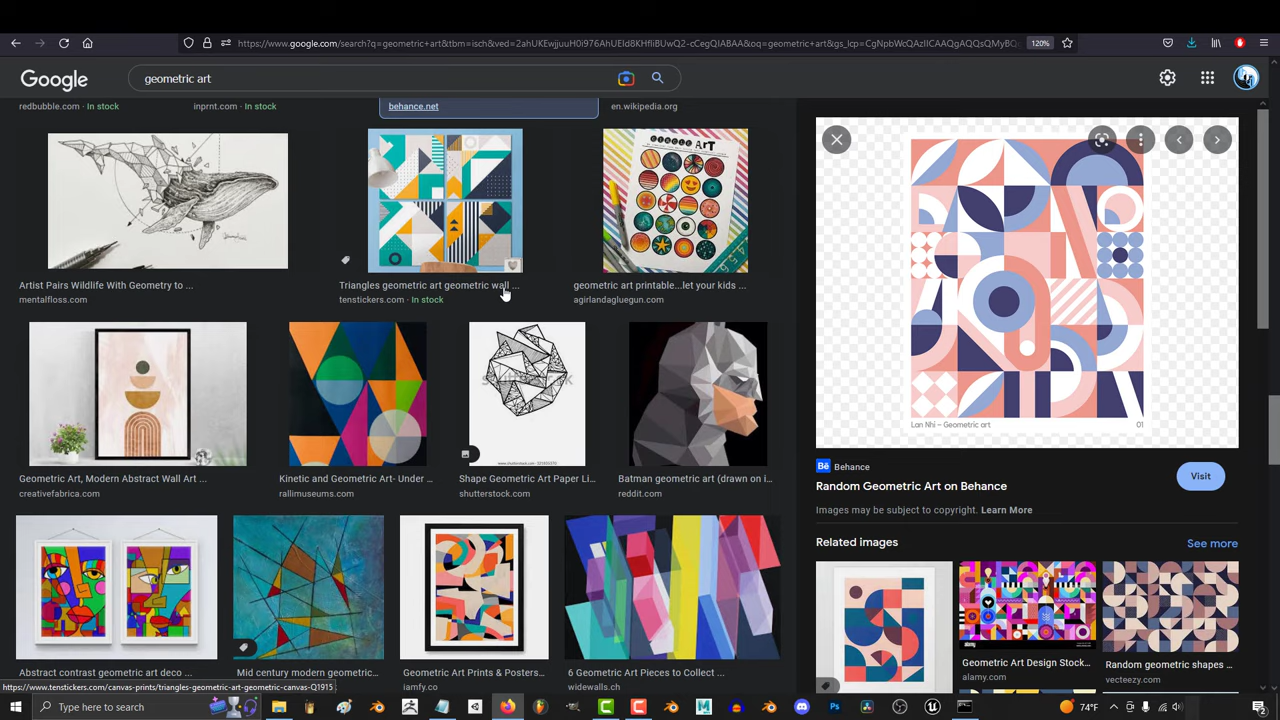 https://www.google.com/search?q=geometric+art&tbm=isch&ved=2ahUKEwjjuuH0i976AhUEId8KHfliBUwQ2-cCegQIABAA&oq=geometric+art&gs_lcp=CgNpbWcQAzIICAAQgAQQsQMyBQ
120%
Google
geometric art
redbubble.com · In stock
inprnt.com · In stock
behance.net
en.wikipedia.org
CIRCLE ART
Artist Pairs Wildlife With Geometry to ...
mentalfloss.com
Triangles geometric art geometric wall ...
tenstickers.com · In stock
geometric art printable...let your kids ...
agirlandagluegun.com
Geometric Art, Modern Abstract Wall Art ...
creativefabrica.com
Kinetic and Geometric Art- Under ...
rallimuseums.com
Shape Geometric Art Paper Li...
shutterstock.com
Batman geometric art (drawn on i...
reddit.com
Abstract contrast geometric art deco ...
Mid century modern geometric...
Geometric Art Prints & Posters...
iamfy.co
6 Geometric Art Pieces to Collect ...
widewalls.ch
https://www.tenstickers.com/canvas-prints/triangles-geometric-art-geometric-canvas-Q1915
Lan Nhi – Geometric art
01
Bē Behance
Random Geometric Art on Behance
Visit
Images may be subject to copyright. Learn More
Related images
See more
Geometric Art Design Stock...
alamy.com
Random geometric shapes ...
vecteezy.com
Type here to search
Ps
74°F
2